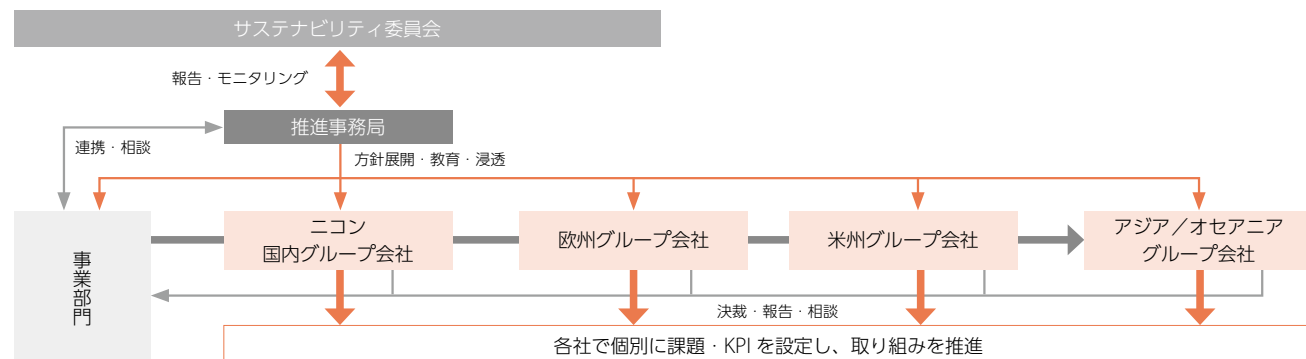 サステナビリティ委員会
報告・モニタリング
推進事務局
連携・相談
方針展開・教育・浸透
事業部門
ニコン
国内グループ会社
欧州グループ会社
米州グループ会社
アジア／オセアニア
グループ会社
決裁・報告・相談
各社で個別に課題・KPI を設定し、取り組みを推進